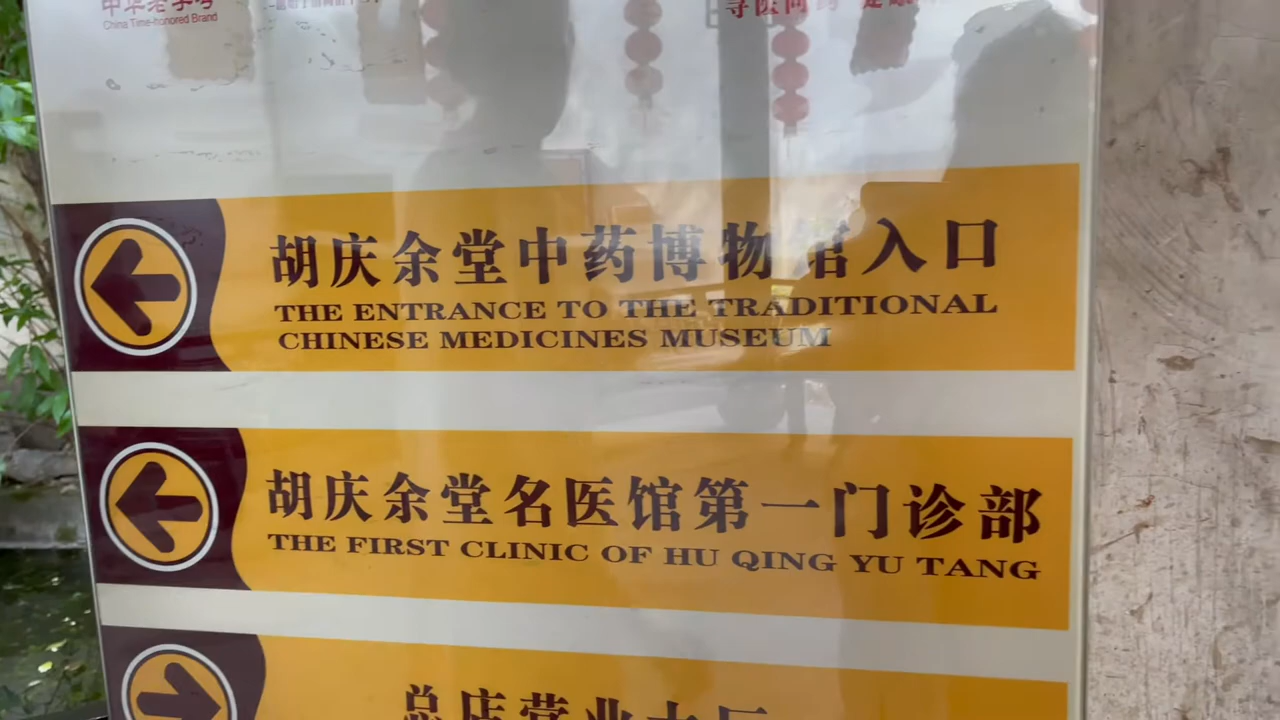 中华老字号
China Time-honored Brand
胡庆余堂中药博物馆入口
THE ENTRANCE TO THE TRADITIONAL
CHINESE MEDICINES MUSEUM
胡庆余堂名医馆第一门诊部
THE FIRST CLINIC OF HU QING YU TANG
总店营业大厅